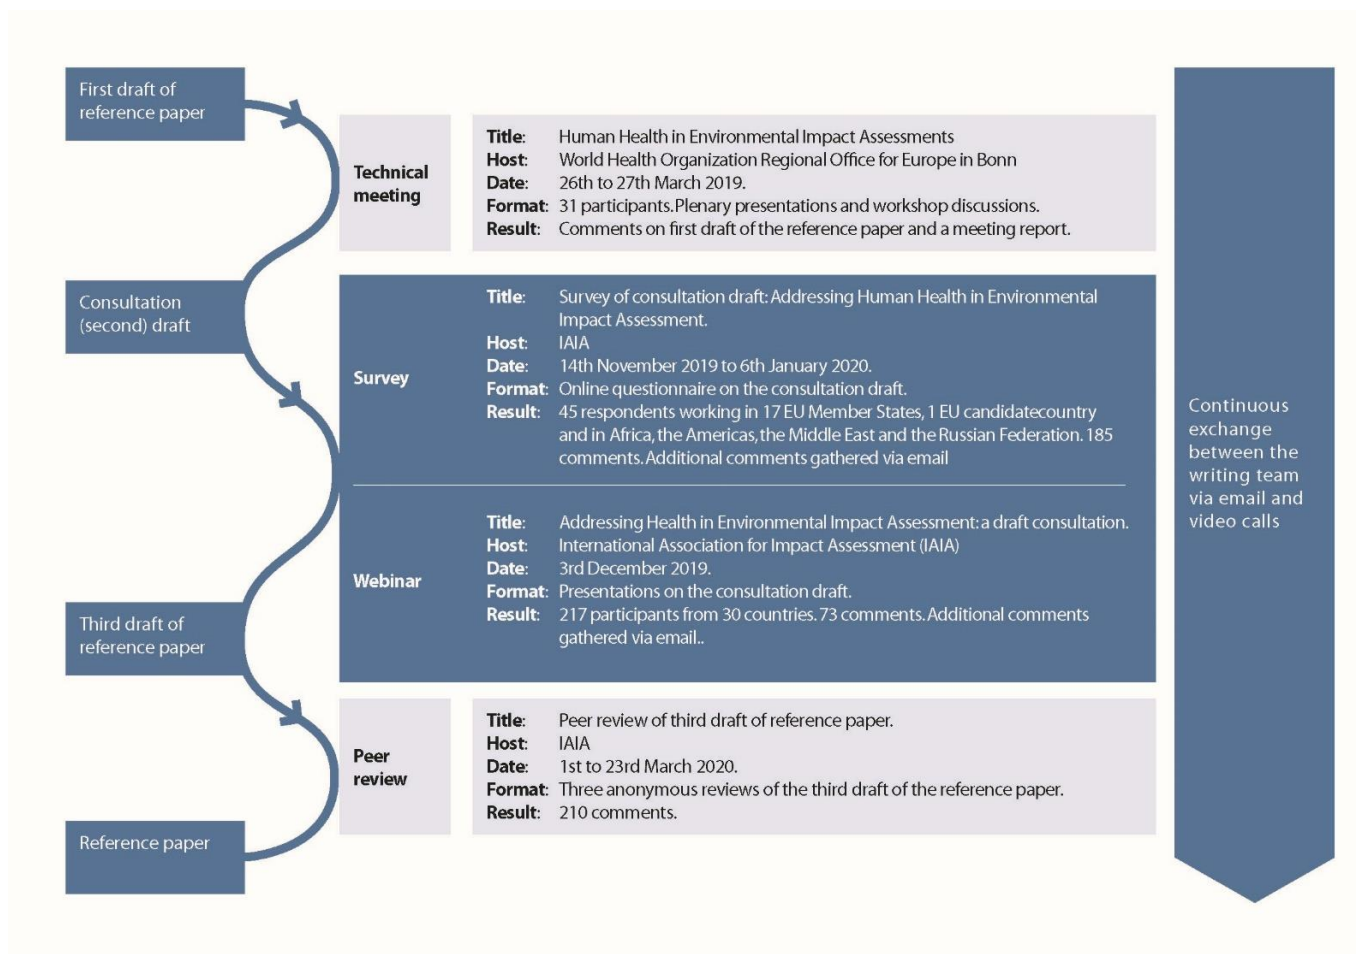 First draft of
reference paper
Technical
meeting
Title: Human Health in Environmental Impact Assessments
Host: World Health Organization Regional Office for Europe in Bonn
Date: 26th to 27th March 2019.
Format: 31 participants. Plenary presentations and workshop discussions.
Result: Comments on first draft of the reference paper and a meeting report.
Consultation
(second) draft
Survey
Title: Survey of consultation draft: Addressing Human Health in Environmental
Impact Assessment.
Host: IAIA
Date: 14th November 2019 to 6th January 2020.
Format: Online questionnaire on the consultation draft.
Result: 45 respondents working in 17 EU Member States, 1 EU candidatecountry
and in Africa, the Americas, the Middle East and the Russian Federation. 185
comments. Additional comments gathered via email
Webinar
Title: Addressing Health in Environmental Impact Assessment: a draft consultation.
Host: International Association for Impact Assessment (IAIA)
Date: 3rd December 2019.
Format: Presentations on the consultation draft.
Result: 217 participants from 30 countries. 73 comments. Additional comments
gathered via email..
Third draft of
reference paper
Peer
review
Title: Peer review of third draft of reference paper.
Host: IAIA
Date: 1st to 23rd March 2020.
Format: Three anonymous reviews of the third draft of the reference paper.
Result: 210 comments.
Reference paper
Continuous
exchange
between the
writing team
via email and
video calls